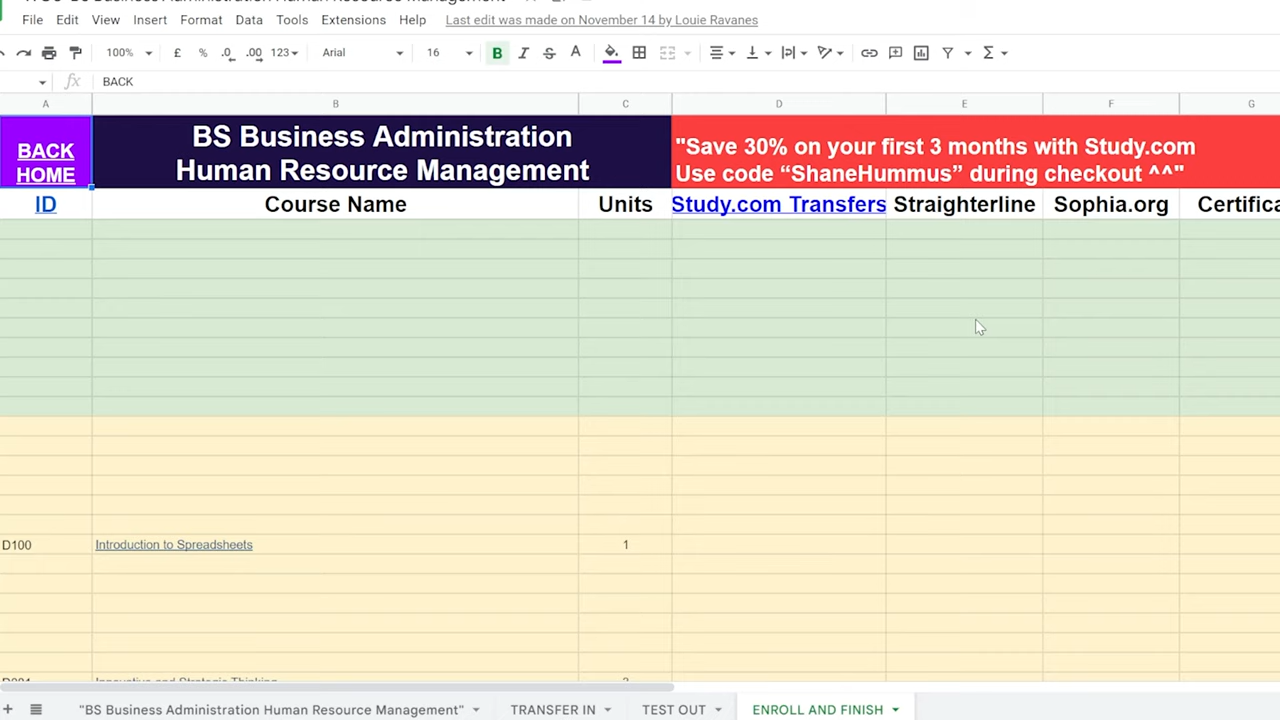 File Edit View Insert Format Data Tools Extensions Help Last edit was made on November 14 by Louie Ravanes
100% £ % .0 .00 123 Arial 16 B I S A Σ
fx BACK
A B C D E F G
BACK HOME
BS Business Administration
Human Resource Management
"Save 30% on your first 3 months with Study.com
Use code “ShaneHummus” during checkout ^^"
ID Course Name Units Study.com Transfers Straighterline Sophia.org Certifica
D100 Introduction to Spreadsheets 1
"BS Business Administration Human Resource Management" TRANSFER IN TEST OUT ENROLL AND FINISH